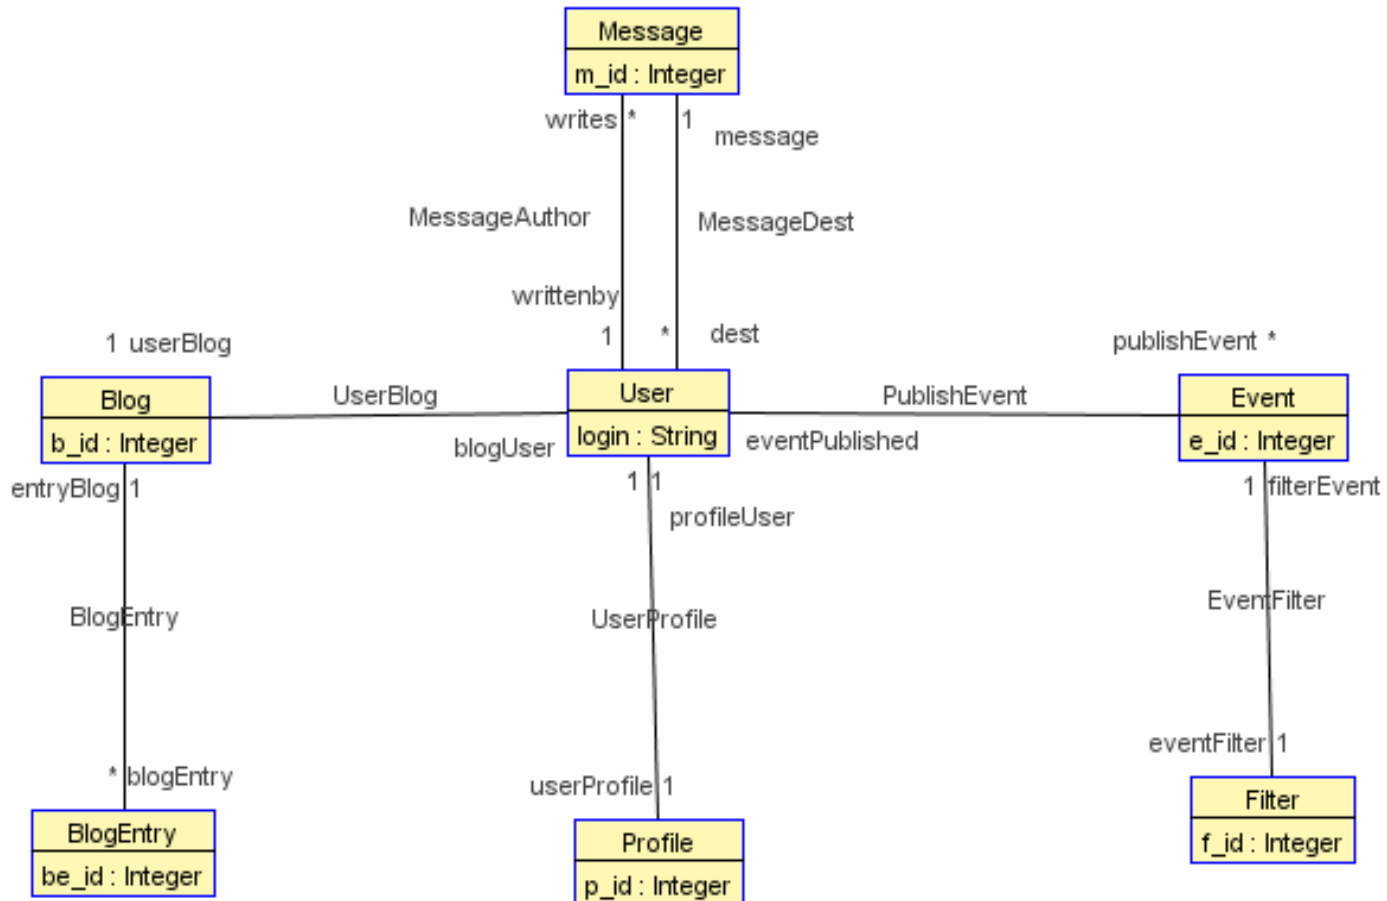 Message
m_id : Integer
writes * 1
message
MessageAuthor MessageDest
writtenby
1 * dest
1 userBlog publishEvent *
Blog UserBlog User PublishEvent Event
b_id : Integer login : String e_id : Integer
blogUser eventPublished
entryBlog 1 1 1 1 filterEvent
profileUser
BlogEntry UserProfile EventFilter
eventFilter 1
* blogEntry userProfile 1
Filter
f_id : Integer
BlogEntry Profile
be_id : Integer p_id : Integer